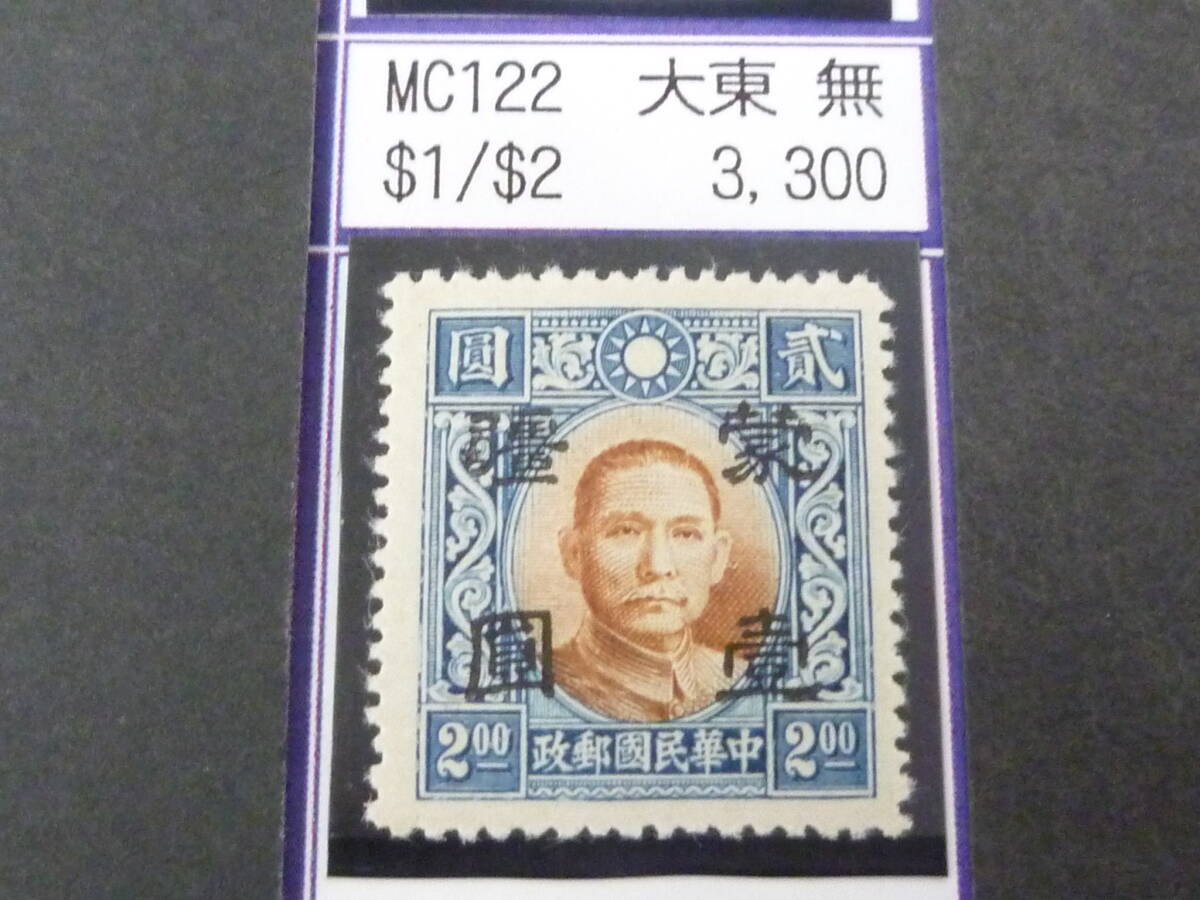 MC122 大東 無
$1/$2 3,300
圓 貳
疆 蒙
圓 壹
2.00 政郵國民華中 2.00